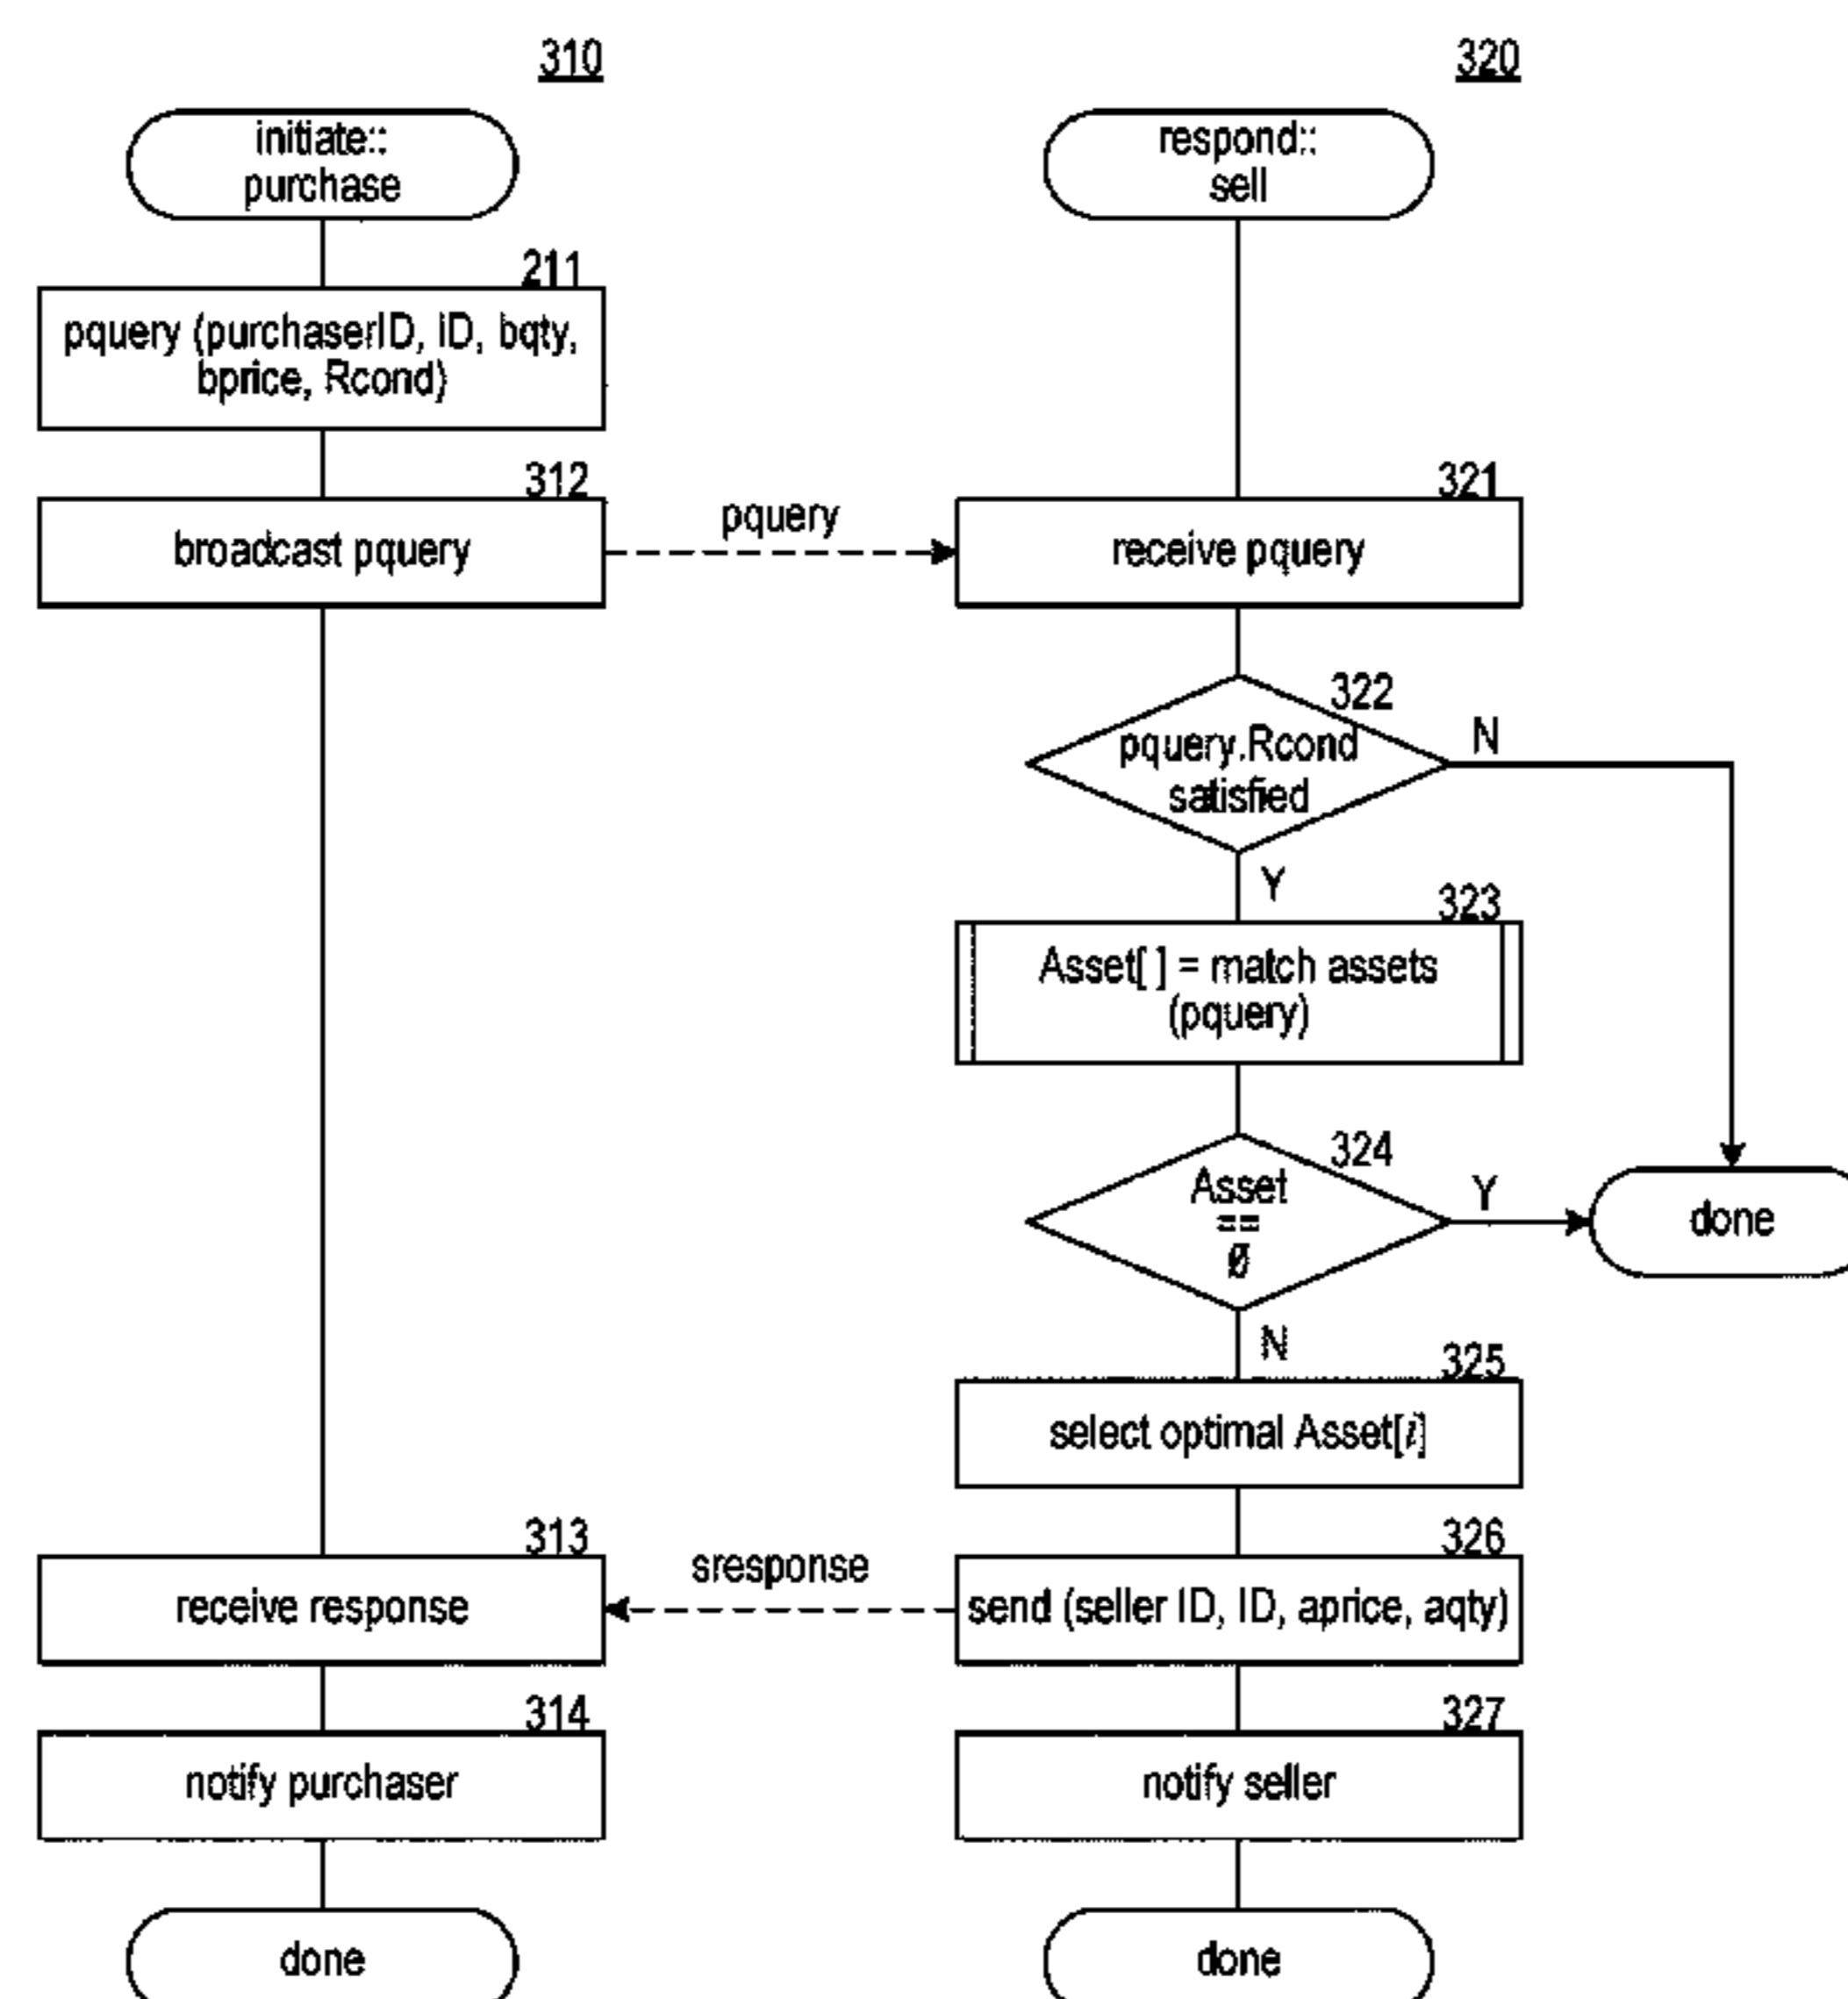 310
initiate::
purchase
211
pquery (purchaserID, ID, bqty,
bprice, Rcond)
312
broadcast pquery
pquery
313
receive response
sresponse
314
notify purchaser
done
320
respond::
sell
321
receive pquery
322
pquery.Rcond
satisfied
N
Y
323
Asset[ ] = match assets
(pquery)
324
Asset
==
Ø
Y
done
N
325
select optimal Asset[i]
326
send (seller ID, ID, aprice, aqty)
327
notify seller
done